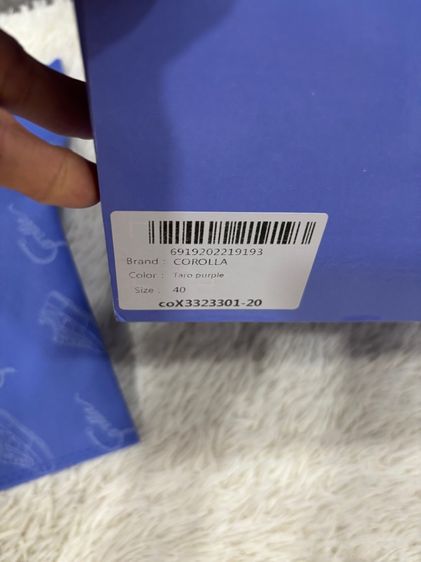 6919202219193
Brand : COROLLA
Color : Taro purple
Size : 40
coX3323301-20